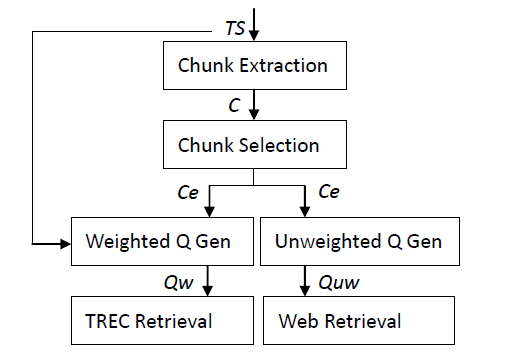 TS
Chunk Extraction
C
Chunk Selection
Ce Ce
Weighted Q Gen Unweighted Q Gen
Qw Quw
TREC Retrieval Web Retrieval